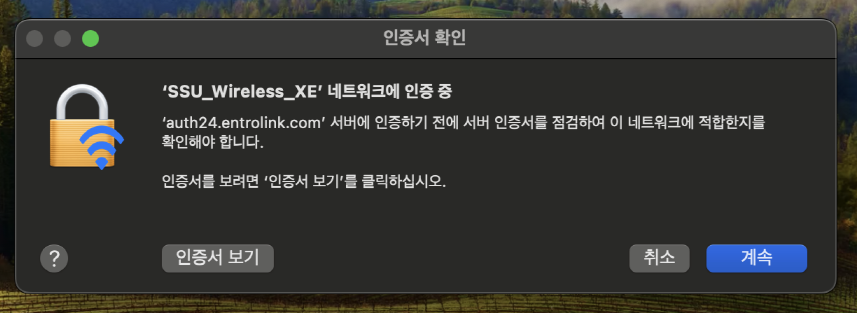 인증서 확인
‘SSU_Wireless_XE’ 네트워크에 인증 중
‘auth24.entrolink.com’ 서버에 인증하기 전에 서버 인증서를 점검하여 이 네트워크에 적합한지를
확인해야 합니다.
인증서를 보려면 ‘인증서 보기’를 클릭하십시오.
?
인증서 보기
취소
계속